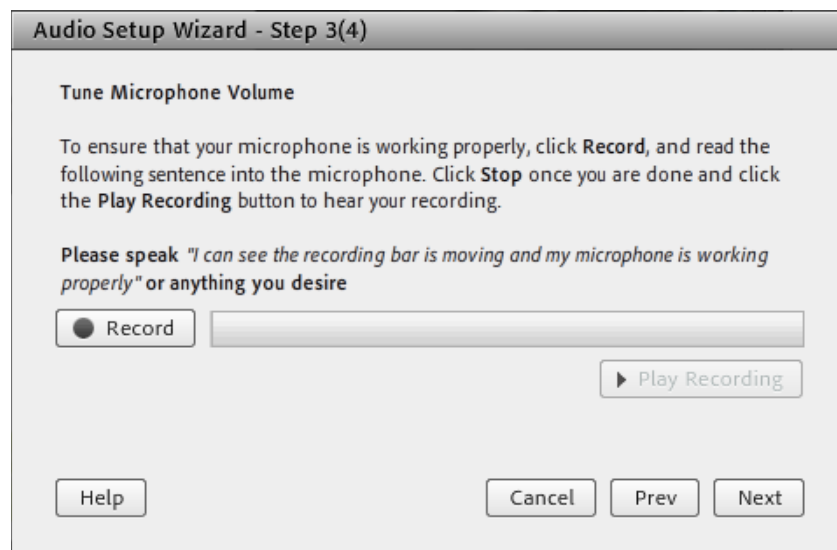 Audio Setup Wizard - Step 3(4)
Tune Microphone Volume
To ensure that your microphone is working properly, click Record, and read the
following sentence into the microphone. Click Stop once you are done and click
the Play Recording button to hear your recording.
Please speak "I can see the recording bar is moving and my microphone is working
properly" or anything you desire
Record
Play Recording
Help
Cancel
Prev
Next